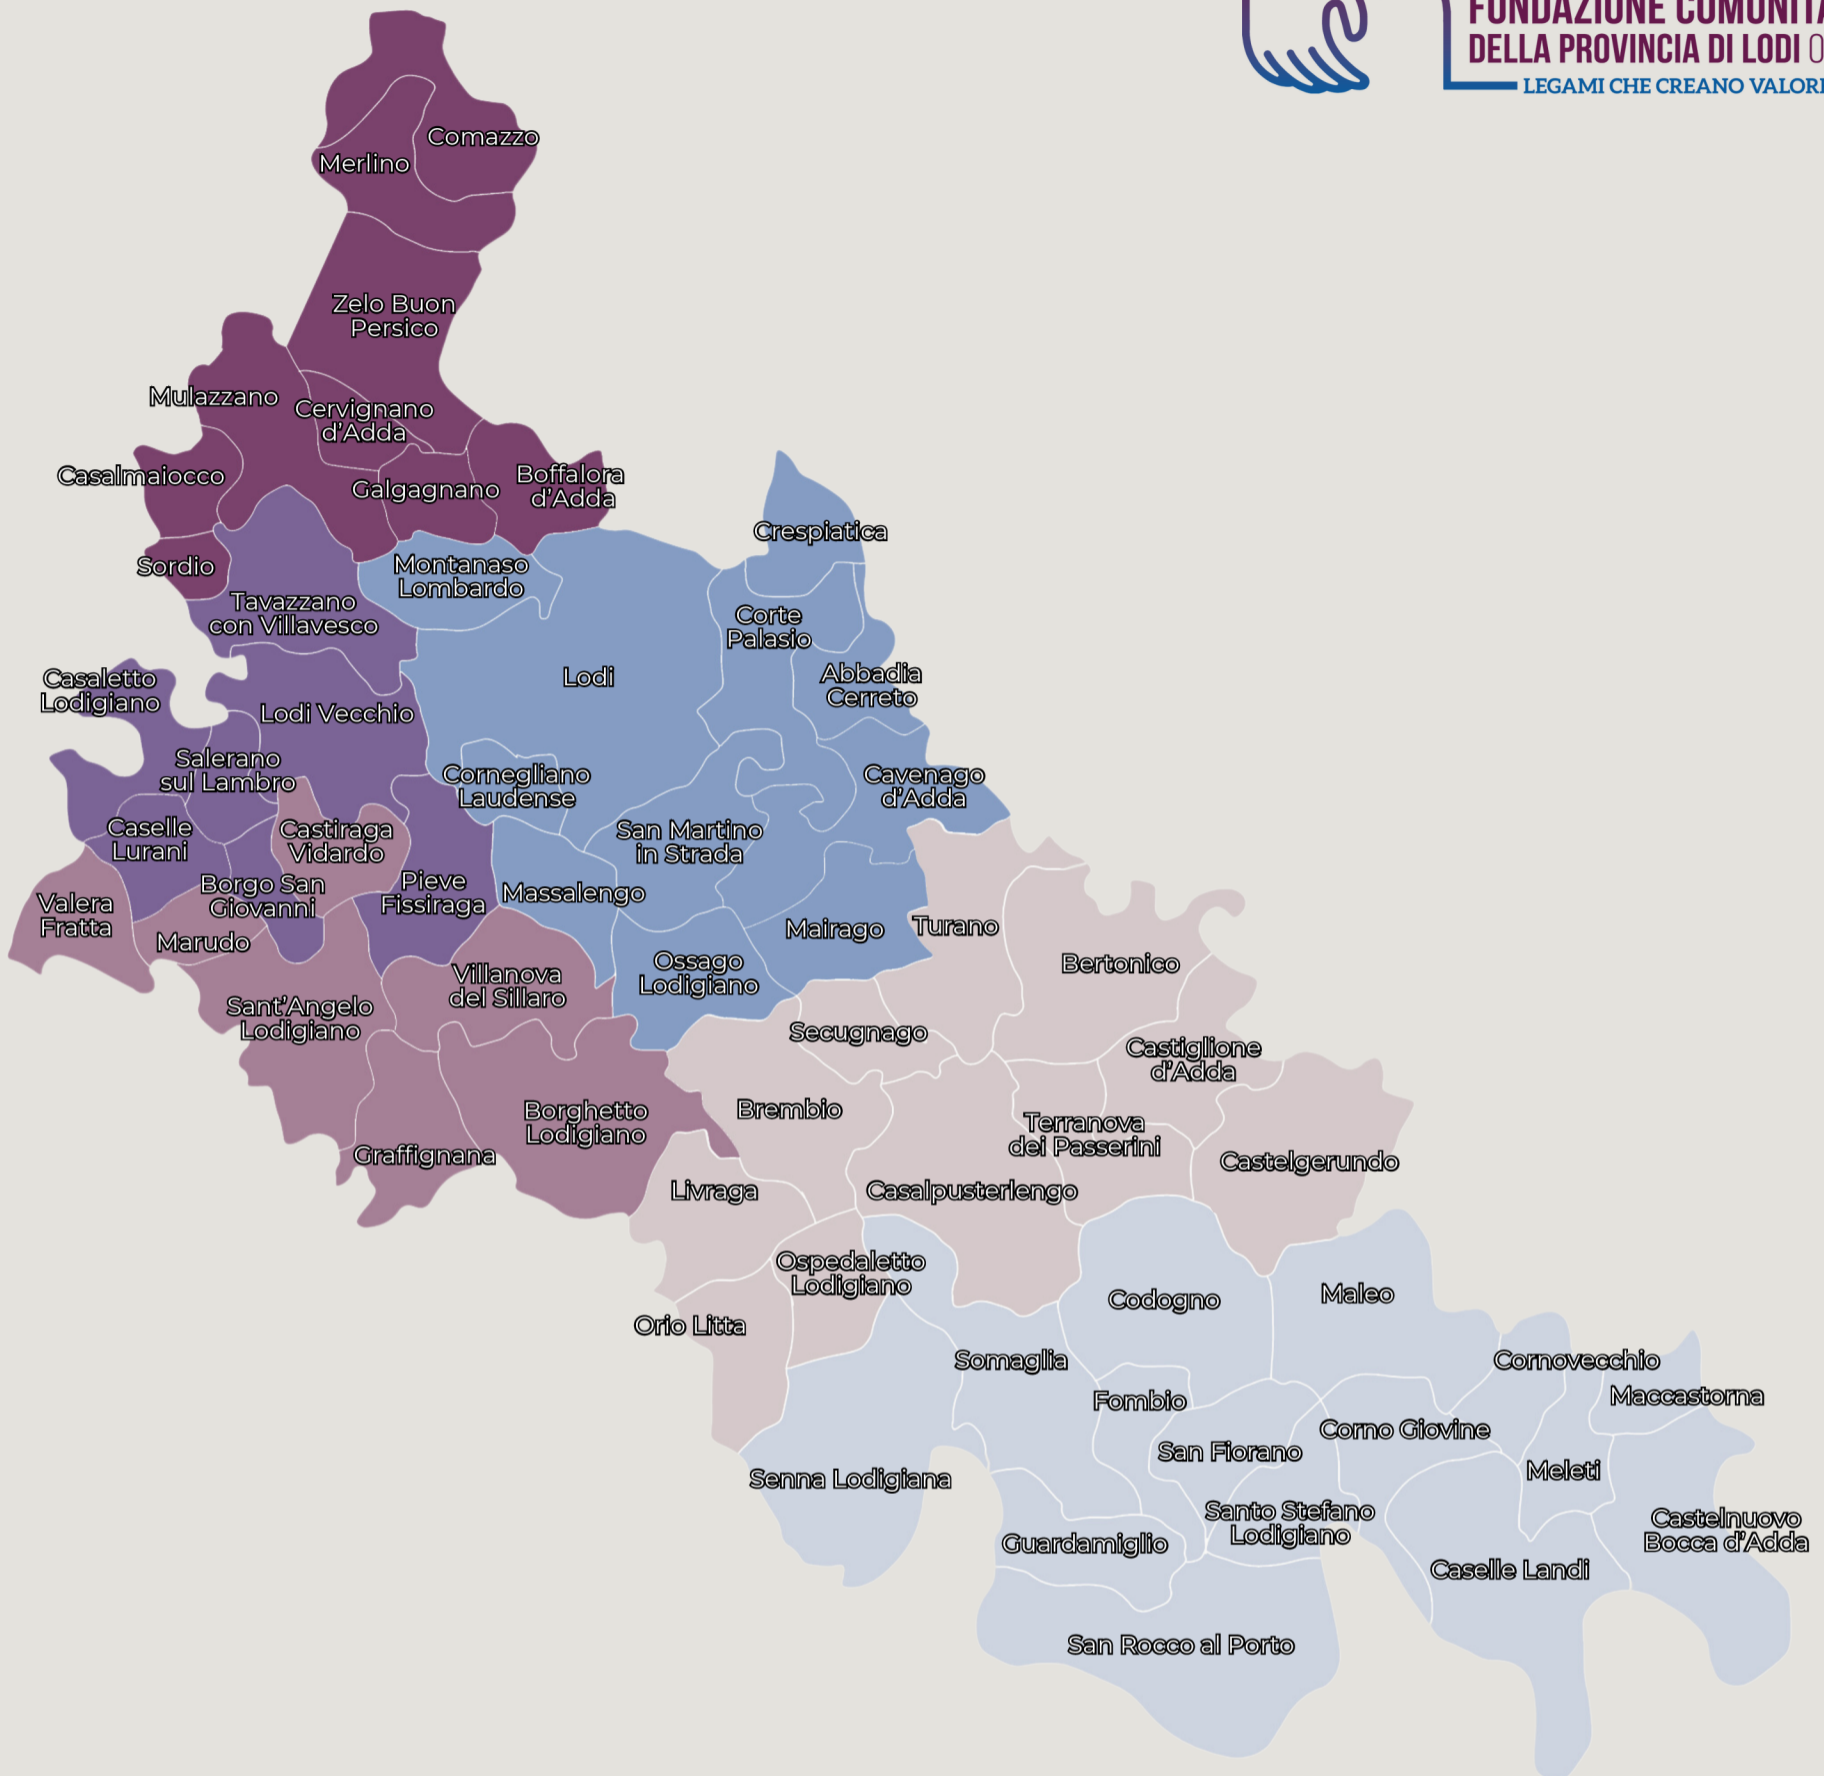 FONDAZIONE COMUNITA
DELLA PROVINCIA DI LODI
LEGAMI CHE CREANO VALORE
Comazzo
Merlino
Zelo Buon
Persico
Mulazzano
Cervignano
d'Adda
Casalmaiocco
Galgagnano
Boffalora
d'Adda
Crespiatica
Sordio
Montanaso
Lombardo
Tavazzano
con Villavesco
Corte
Palasio
Casaletto
Lodigiano
Lodi
Abbadia
Cerreto
Lodi Vecchio
Salerano
sul Lambro
Cornegliano
Laudense
Cavenago
d'Adda
Caselle
Lurani
Castiraga
Vidardo
San Martino
in Strada
Borgo San
Giovanni
Pieve
Fissiraga
Massalengo
Valera
Fratta
Marudo
Mairago
Turano
Bertonico
Villanova
del Sillaro
Ossago
Lodigiano
Sant'Angelo
Lodigiano
Secugnago
Castiglione
d'Adda
Brembio
Borghetto
Lodigiano
Terranova
dei Passerini
Graffignana
Castelgerundo
Livraga
Casalpusterlengo
Ospedaletto
Lodigiano
Codogno
Maleo
Orio Litta
Somaglia
Cornovecchio
Fombio
Maccastorna
Corno Giovine
San Fiorano
Meleti
Senna Lodigiana
Santo Stefano
Lodigiano
Castelnuovo
Bocca d'Adda
Guardamiglio
Caselle Landi
San Rocco al Porto